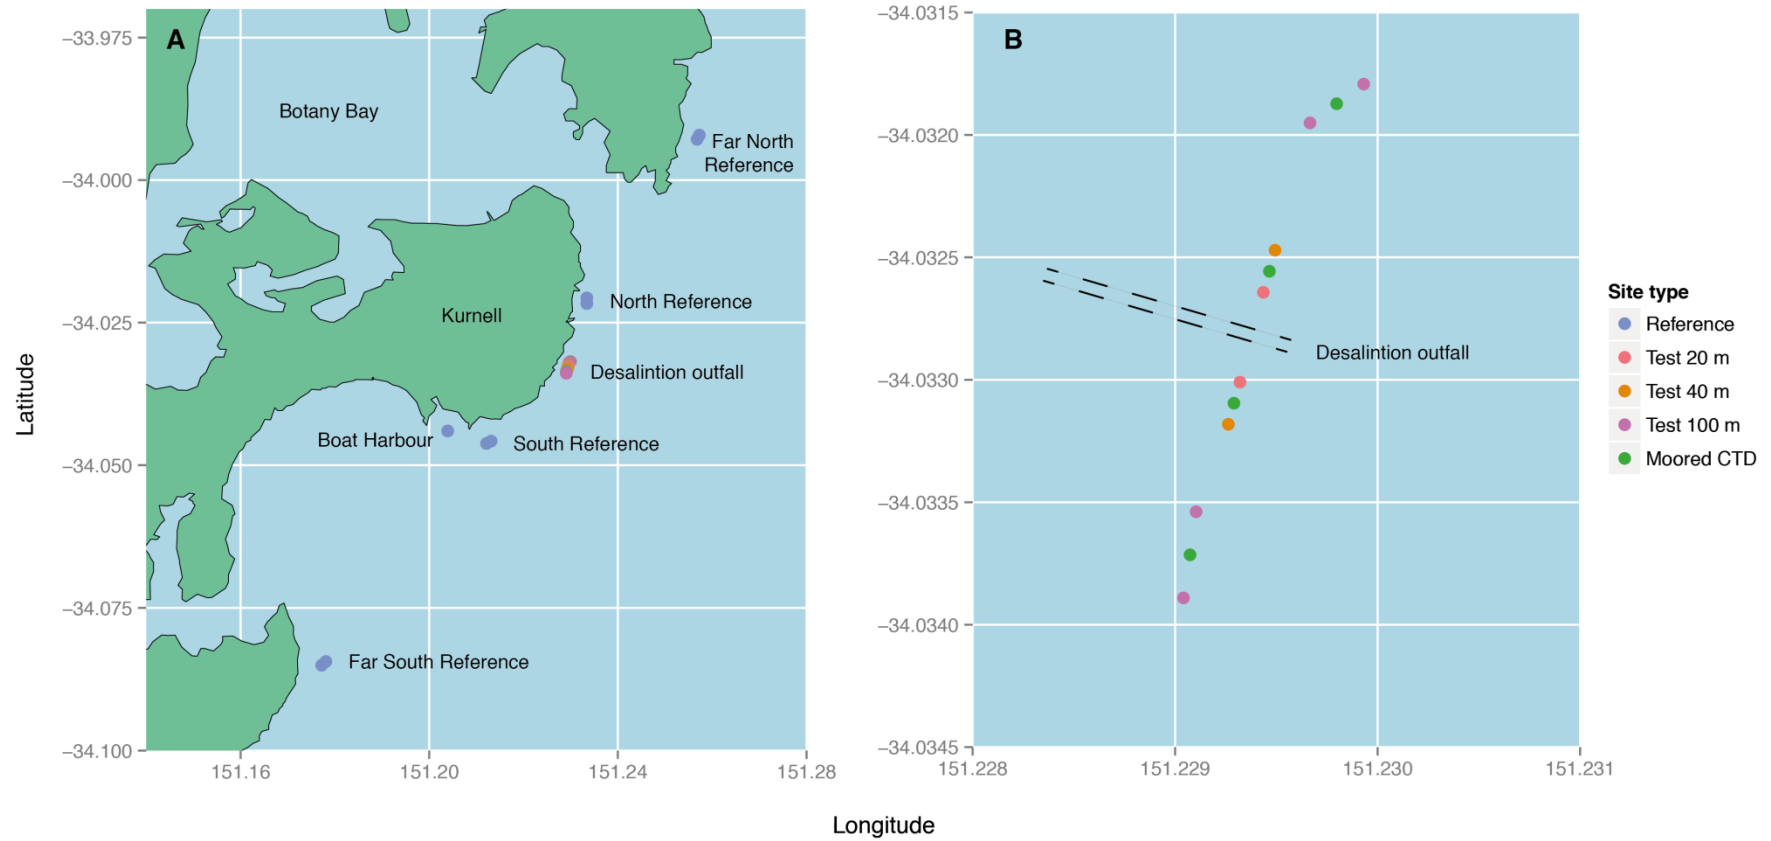 A
B
Botany Bay
Far North
Reference
Kurnell
North Reference
Desalintion outfall
Boat Harbour
South Reference
Far South Reference
−33.975
−34.000
−34.025
−34.050
−34.075
−34.100
151.16
151.20
151.24
151.28
Latitude
Longitude
−34.0315
−34.0320
−34.0325
−34.0330
−34.0335
−34.0340
−34.0345
151.228
151.229
151.230
151.231
Desalintion outfall
Site type
Reference
Test 20 m
Test 40 m
Test 100 m
Moored CTD